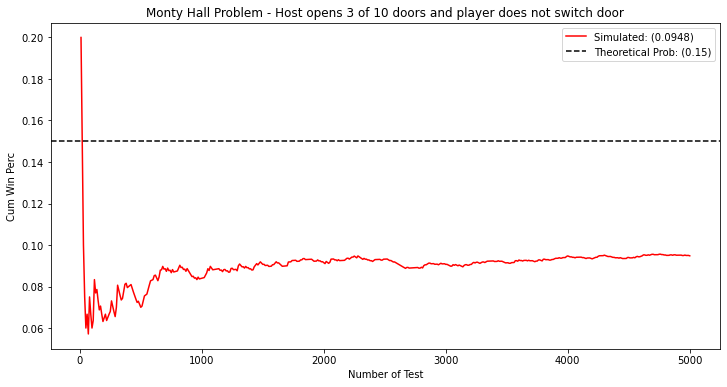 Monty Hall Problem - Host opens 3 of 10 doors and player does not switch door
Simulated: (0.0948)
Theoretical Prob: (0.15)
Cum Win Perc
0.20
0.18
0.16
0.14
0.12
0.10
0.08
0.06
0
1000
2000
3000
4000
5000
Number of Test